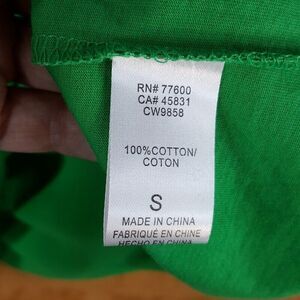 RN# 77600
CA# 45831
CW9858
100%COTTON/
COTON
S
MADE IN CHINA
FABRIQUÉ EN CHINE
HECHO EN CHINA